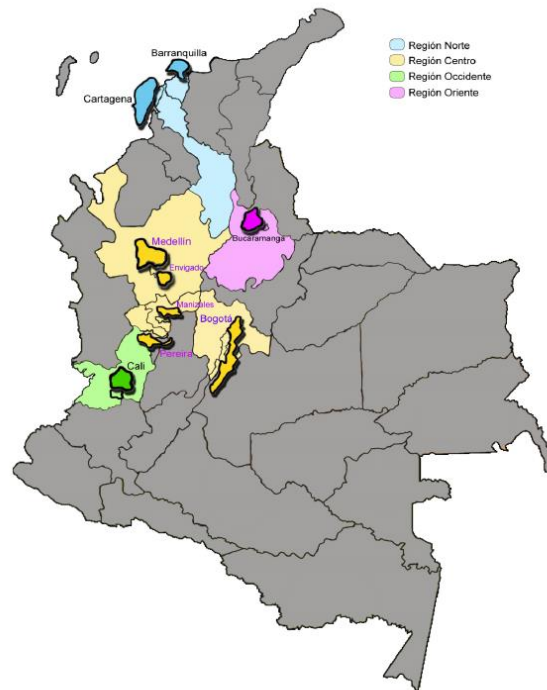 Barranquilla
Región Norte
Región Centro
Región Occidente
Región Oriente
Cartagena
Bucaramanga
Medellín
Envigado
Manizales
Bogotá
Pereira
Cali